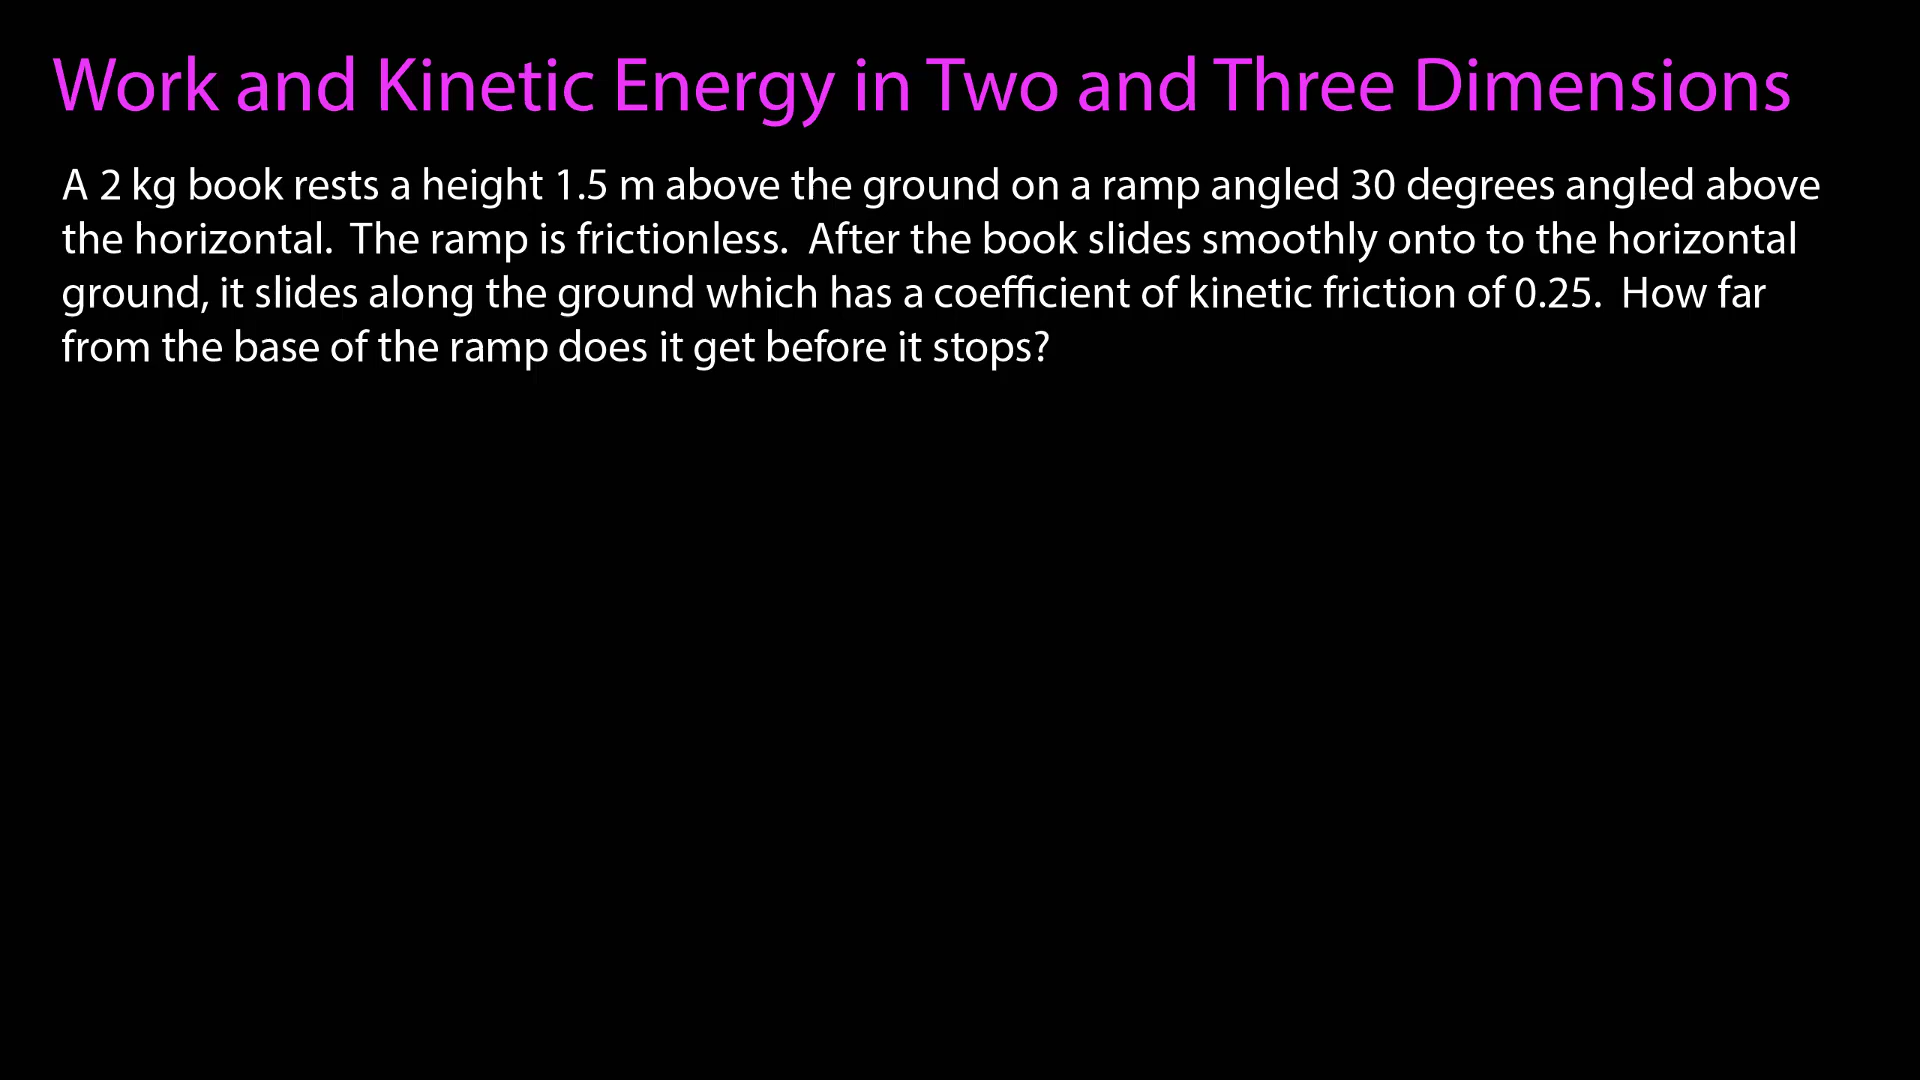 Work and Kinetic Energy in Two and Three Dimensions
A 2 kg book rests a height 1.5 m above the ground on a ramp angled 30 degrees angled above
the horizontal.  The ramp is frictionless.  After the book slides smoothly onto to the horizontal
ground, it slides along the ground which has a coefficient of kinetic friction of 0.25.  How far
from the base of the ramp does it get before it stops?